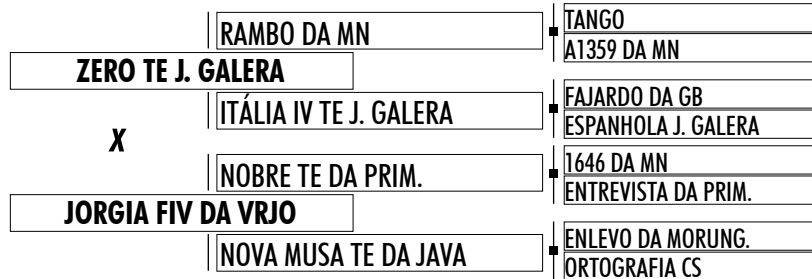 RAMBO DA MN
TANGO
A1359 DA MN
ZERO TE J. GALERA
ITÁLIA IV TE J. GALERA
FAJARDO DA GB
ESPANHOLA J. GALERA
X
NOBRE TE DA PRIM.
1646 DA MN
ENTREVISTA DA PRIM.
JORGIA FIV DA VRJO
NOVA MUSA TE DA JAVA
ENLEVO DA MORUNG.
ORTOGRAFIA CS